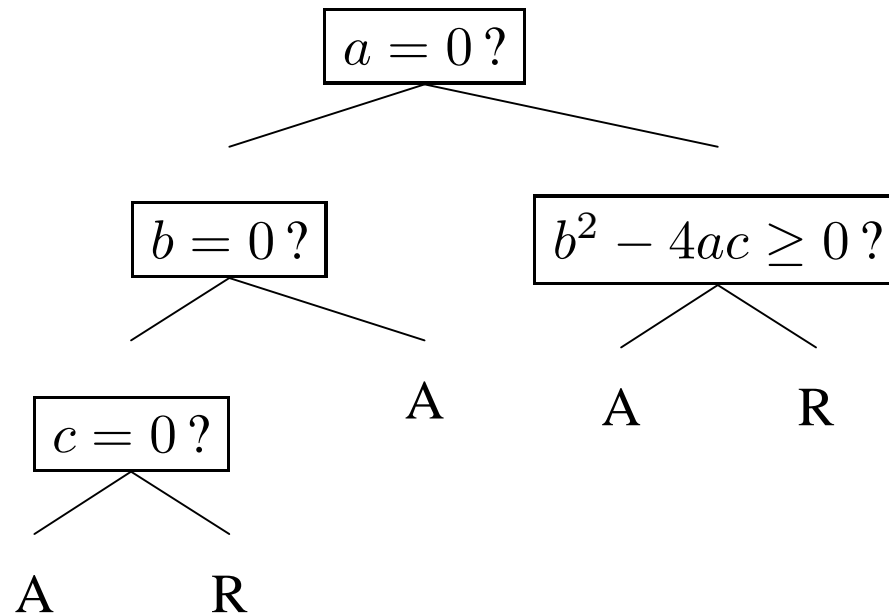 a = 0 ?
b = 0 ?
b² − 4ac ≥ 0 ?
A
A
R
c = 0 ?
A
R